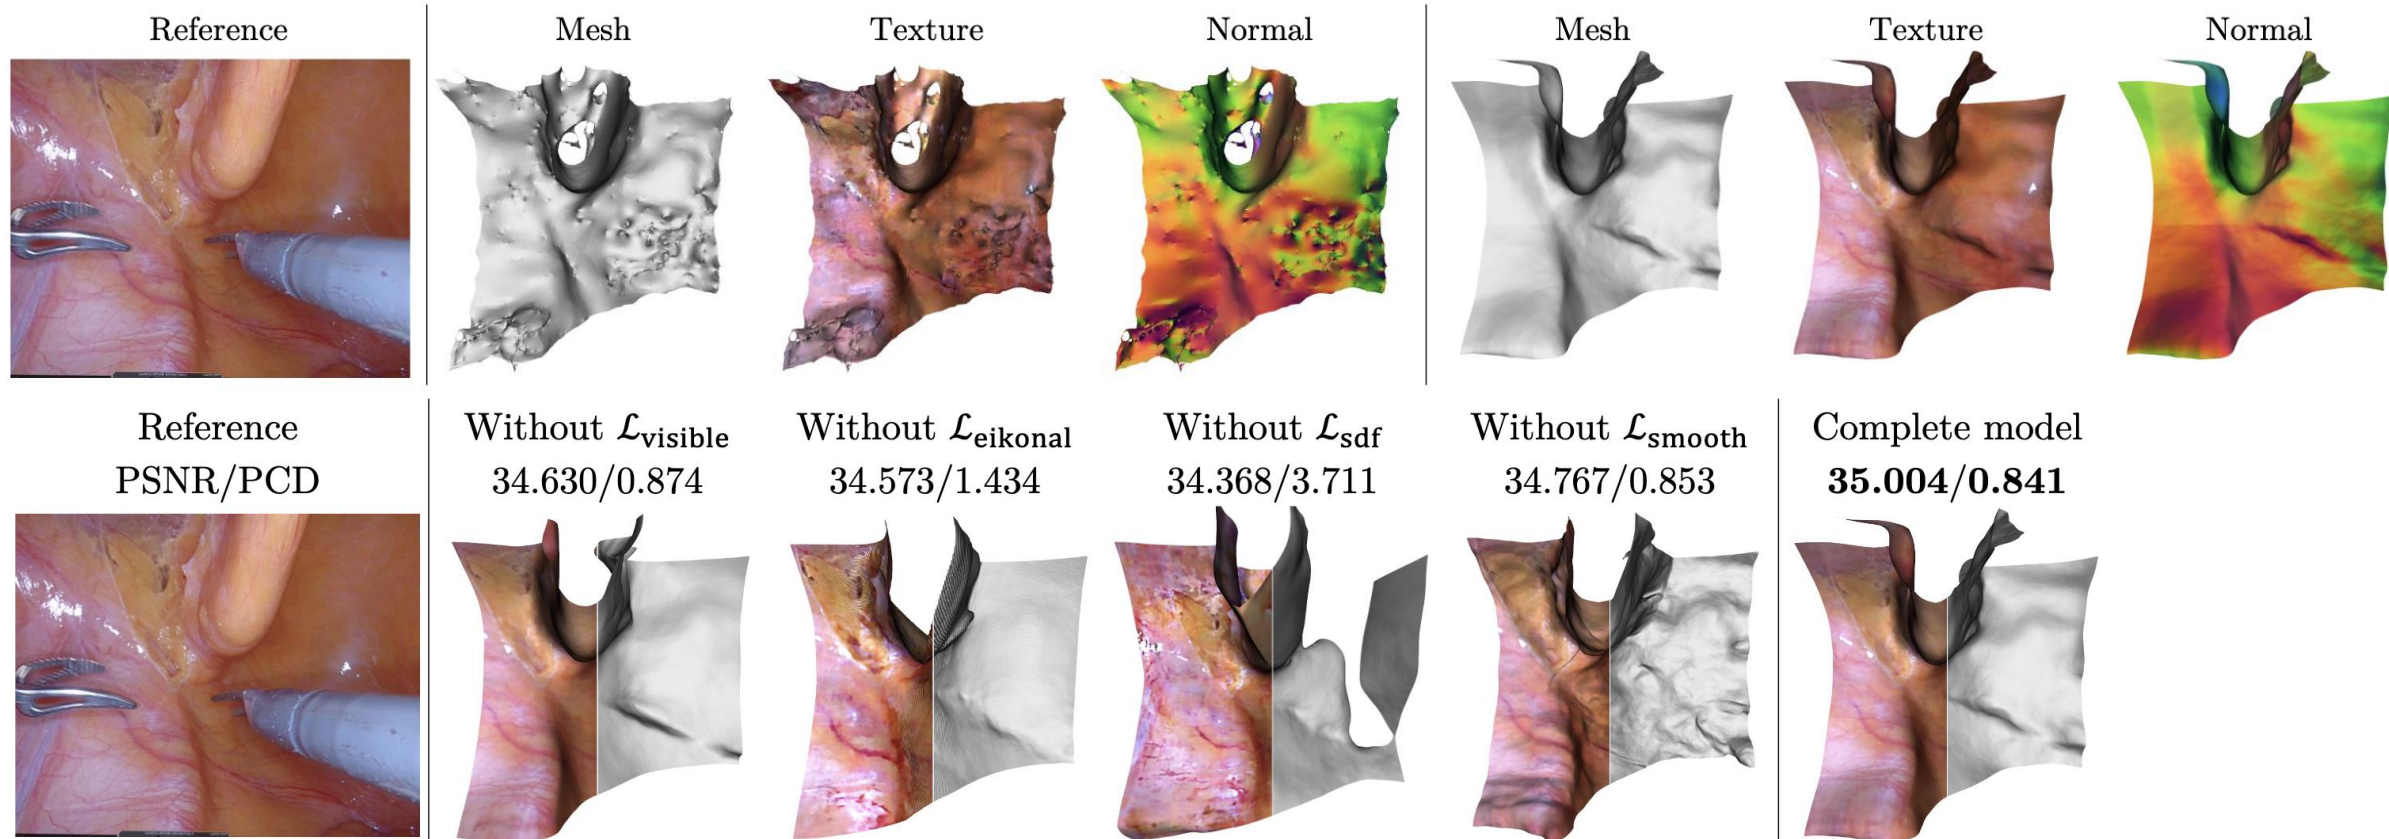 Reference
Mesh
Texture
Normal
Mesh
Texture
Normal
Reference
PSNR/PCD
Without ℒvisible
34.630/0.874
Without ℒeikonal
34.573/1.434
Without ℒsdf
34.368/3.711
Without ℒsmooth
34.767/0.853
Complete model
35.004/0.841